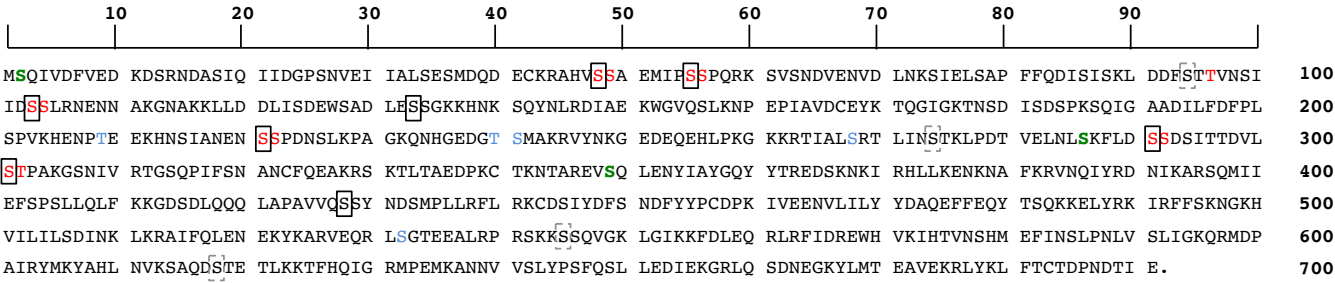 10 20 30 40 50 60 70 80 90
MSQIVDFVED KDSRNDASIQ IIDGPSNVEI IALSESMDQD ECKRAHVSSA EMIPSSPQRK SVSNDVENVD LNKSIELSAP FFQDISISKL DDFSTTVNSI 100
IDSSLRNENN AKGNAKKLLD DLISDEWSAD LESSGKKHNK SQYNLRDIAE KWGVQSLKNP EPIAVDCEYK TQGIGKTNSD ISDSPKSQIG AADILFDFPL 200
SPVKHENPTE EKHNSIANEN SSPDNSLKPA GKQNHGEDGT SMAKRVYNKG EDEQEHLPKG KKRTIALSRT LINSTKLPDT VELNLSKFLD SSDSITTDVL 300
STPAKGSNIV RTGSQPIFSN ANCFQEAKRS KTLTAEDPKC TKNTAREVSQ LENYIAYGQY YTREDSKNKI RHLLKENKNA FKRVNQIYRD NIKARSQMII 400
EFSPSLLQLF KKGDSDLQQQ LAPAVVQSSY NDSMPLLRFL RKCDSIYDFS NDFYYPCDPK IVEENVLILY YDAQEFFEQY TSQKKELYRK IRFFSKNGKH 500
VILILSDINK LKRAIFQLEN EKYKARVEQR LSGTEEALRP RSKKSSQVGK LGIKKFDLEQ RLRFIDREWH VKIHTVNSHM EFINSLPNLV SLIGKQRMDP 600
AIRYMKYAHL NVKSAQDSTE TLKKTFHQIG RMPEMKANNV VSLYPSFQSL LEDIEKGRLQ SDNEGKYLMT EAVEKRLYKL FTCTDPNDTI E. 700